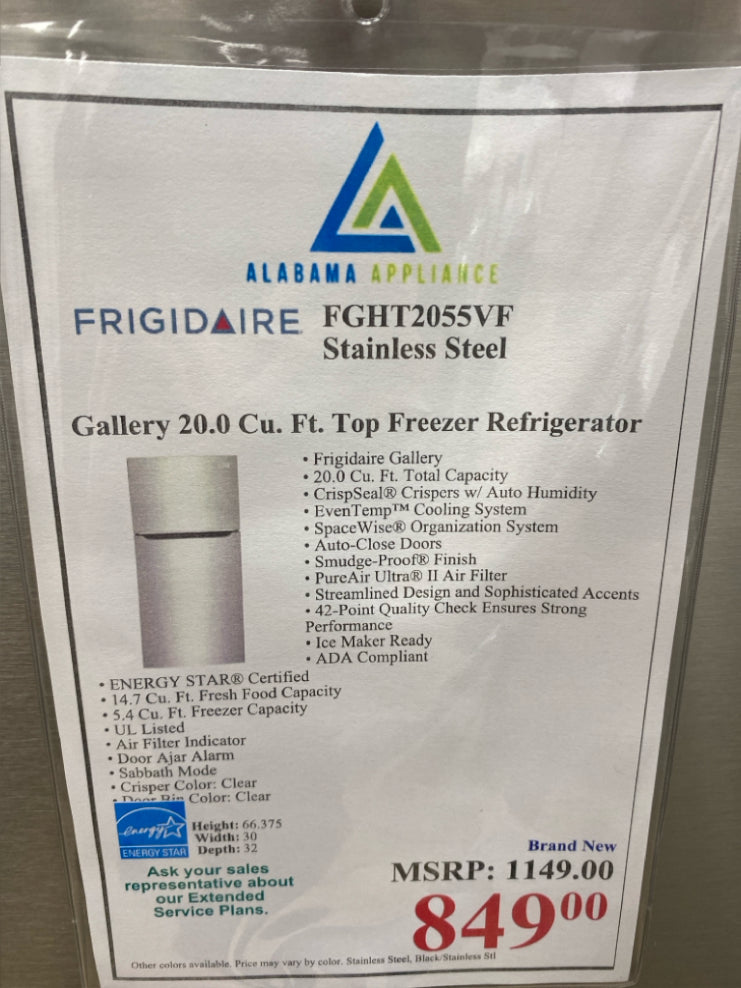 ALABAMA APPLIANCE
FRIGIDAIRE FGHT2055VF
Stainless Steel
Gallery 20.0 Cu. Ft. Top Freezer Refrigerator
• Frigidaire Gallery
• 20.0 Cu. Ft. Total Capacity
• CrispSeal® Crispers w/ Auto Humidity
• EvenTemp™ Cooling System
• SpaceWise® Organization System
• Auto-Close Doors
• Smudge-Proof® Finish
• PureAir Ultra® II Air Filter
• Streamlined Design and Sophisticated Accents
• 42-Point Quality Check Ensures Strong
Performance
• Ice Maker Ready
• ADA Compliant
• ENERGY STAR® Certified
• 14.7 Cu. Ft. Fresh Food Capacity
• 5.4 Cu. Ft. Freezer Capacity
• UL Listed
• Air Filter Indicator
• Door Ajar Alarm
• Sabbath Mode
• Crisper Color: Clear
• Door Bin Color: Clear
energy
ENERGY STAR
Height: 66.375
Width: 30
Depth: 32
Ask your sales
representative about
our Extended
Service Plans.
Brand New
MSRP: 1149.00
84900
Other colors available. Price may vary by color. Stainless Steel, Black/Stainless Stl